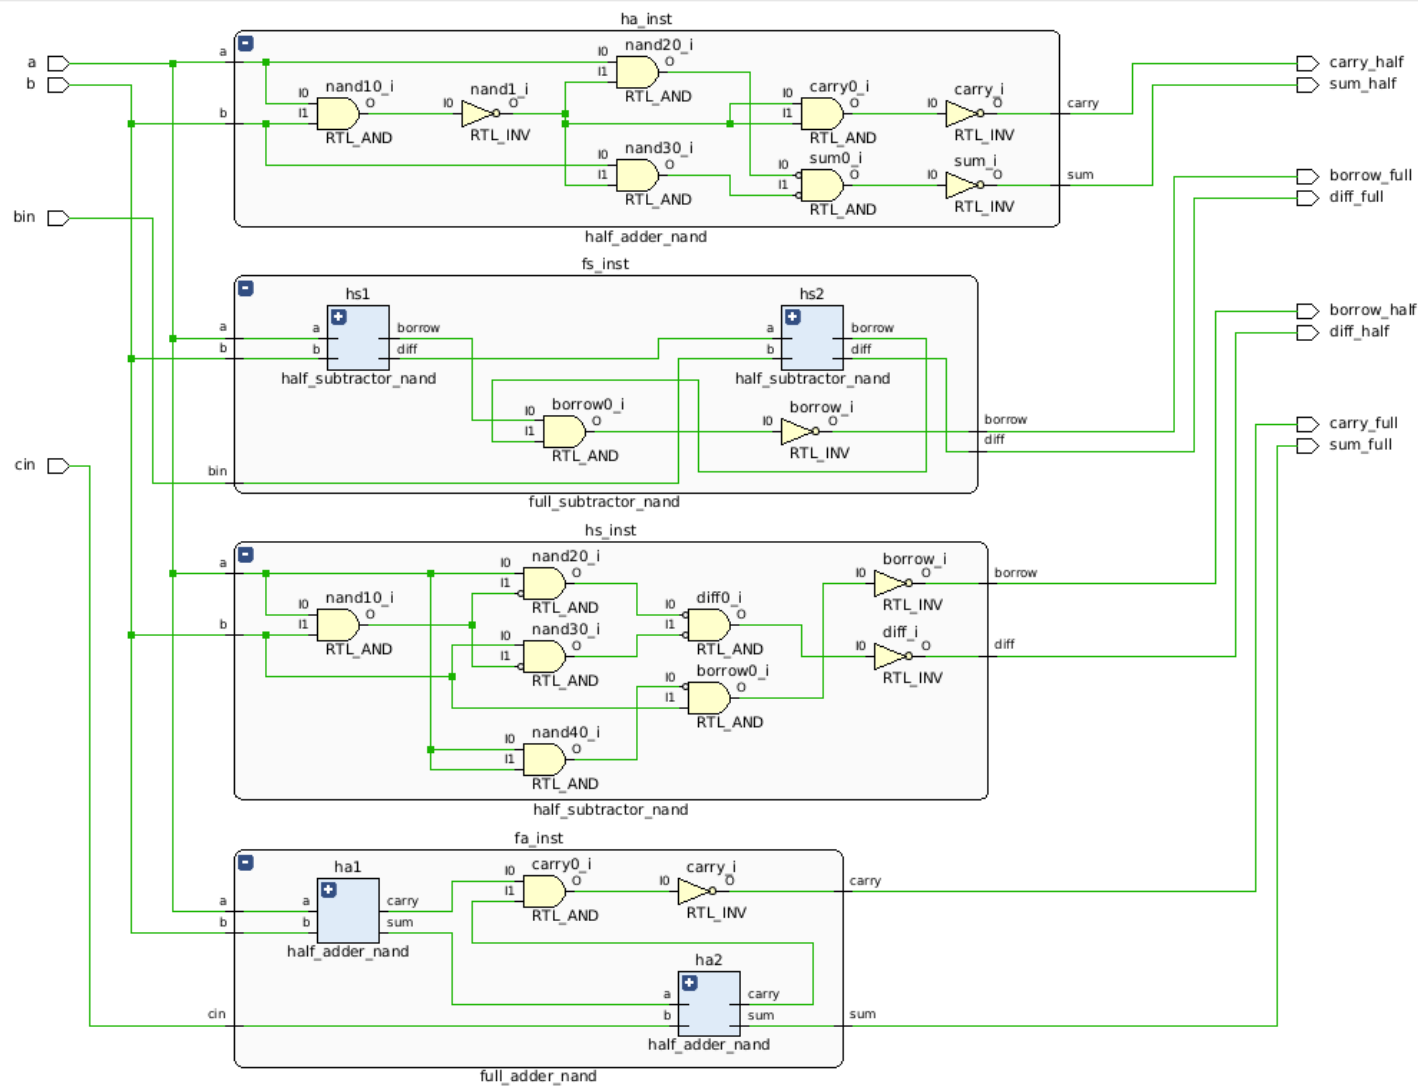 ha_inst
a
b
bin
cin
a
b
I0
I1
nand10_i
O
RTL_AND
I0
nand1_i
O
RTL_INV
I0
I1
nand20_i
O
RTL_AND
I0
I1
nand30_i
O
RTL_AND
I0
I1
carry0_i
O
RTL_AND
I0
I1
sum0_i
O
RTL_AND
I0
carry_i
O
RTL_INV
I0
sum_i
O
RTL_INV
carry
sum
half_adder_nand
carry_half
sum_half
borrow_full
diff_full
borrow_half
diff_half
carry_full
sum_full
fs_inst
a
b
bin
hs1
a
b
borrow
diff
half_subtractor_nand
hs2
a
b
borrow
diff
half_subtractor_nand
I0
I1
borrow0_i
O
RTL_AND
I0
borrow_i
O
RTL_INV
borrow
diff
full_subtractor_nand
hs_inst
a
b
I0
I1
nand10_i
O
RTL_AND
I0
I1
nand20_i
O
RTL_AND
I0
I1
nand30_i
O
RTL_AND
I0
I1
nand40_i
O
RTL_AND
I0
I1
diff0_i
O
RTL_AND
I0
I1
borrow0_i
O
RTL_AND
I0
borrow_i
O
RTL_INV
I0
diff_i
O
RTL_INV
borrow
diff
half_subtractor_nand
fa_inst
a
b
cin
ha1
a
b
carry
sum
half_adder_nand
I0
I1
carry0_i
O
RTL_AND
I0
carry_i
O
RTL_INV
ha2
a
b
carry
sum
half_adder_nand
carry
sum
full_adder_nand